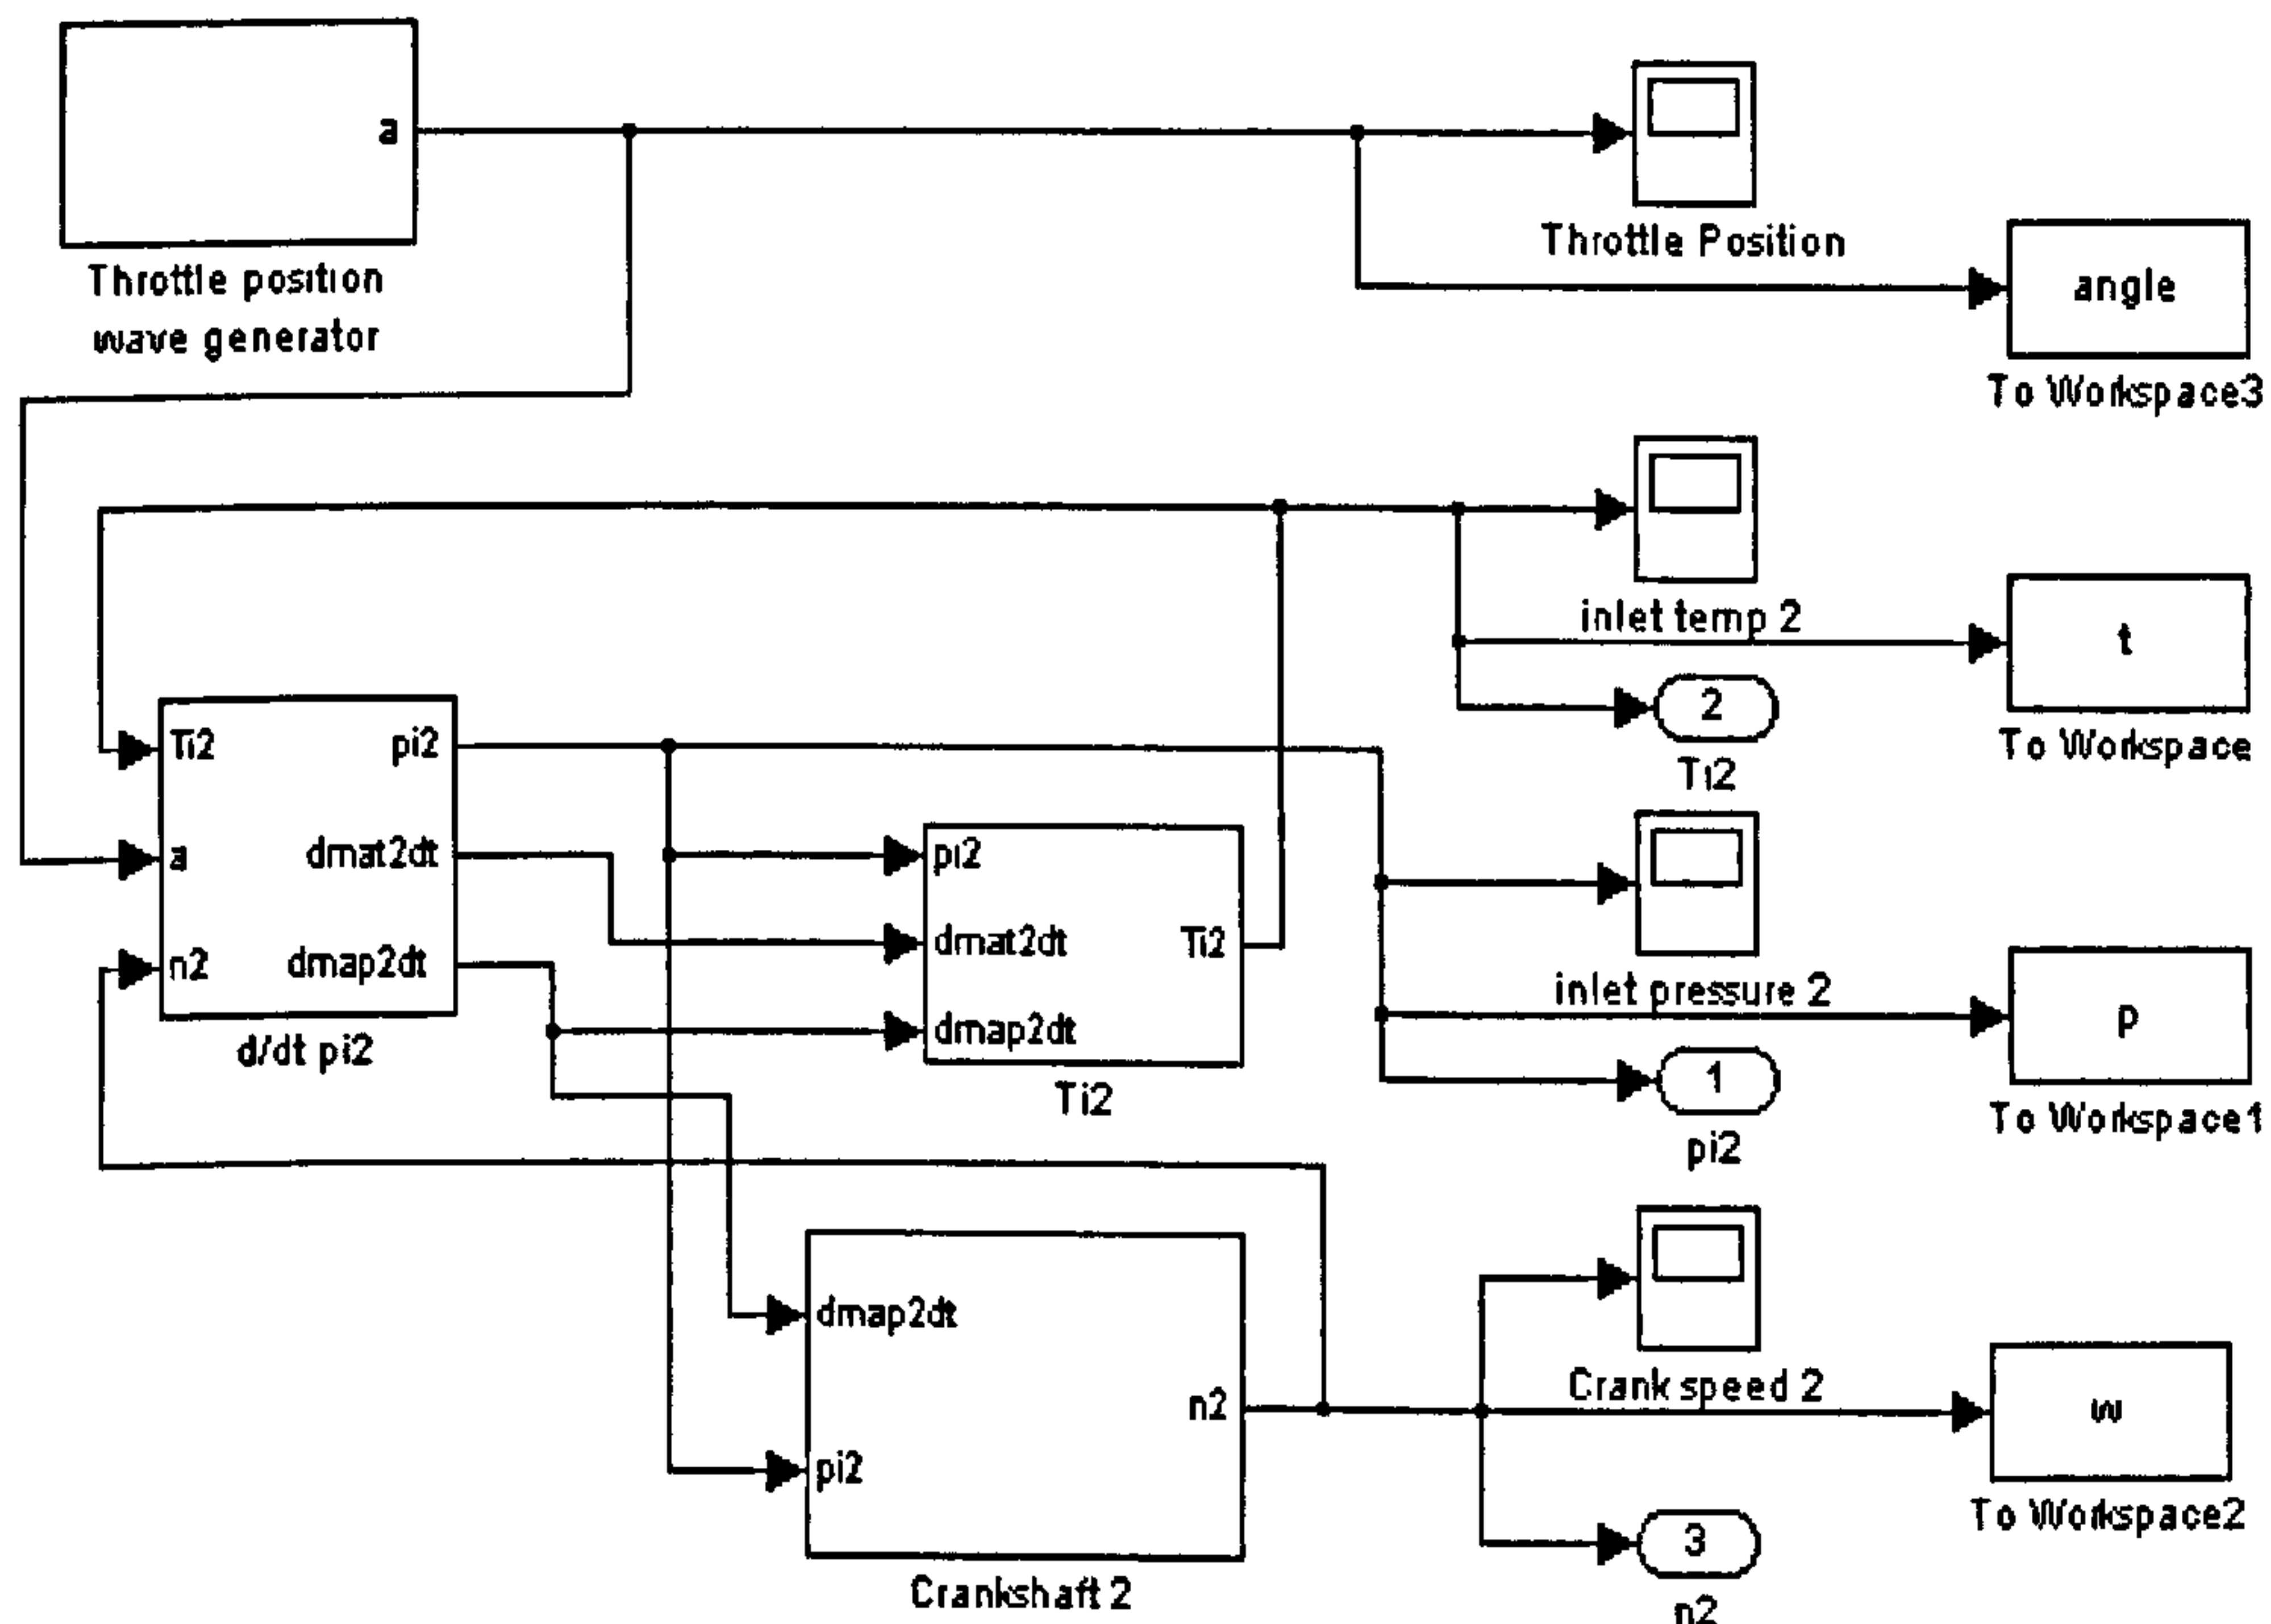 a
Throttle position
wave generator
Throttle Position
angle
To Workspace3
inlet temp 2
t
To Workspace
2
Ti2
Ti2
a
n2
pi2
dmat2dt
dmap2dt
d/dt pi2
pi2
dmat2dt
dmap2dt
Ti2
Ti2
inlet pressure 2
p
To Workspace1
1
pi2
dmap2dt
pi2
n2
Crankshaft 2
Crank speed 2
w
To Workspace2
3
n2